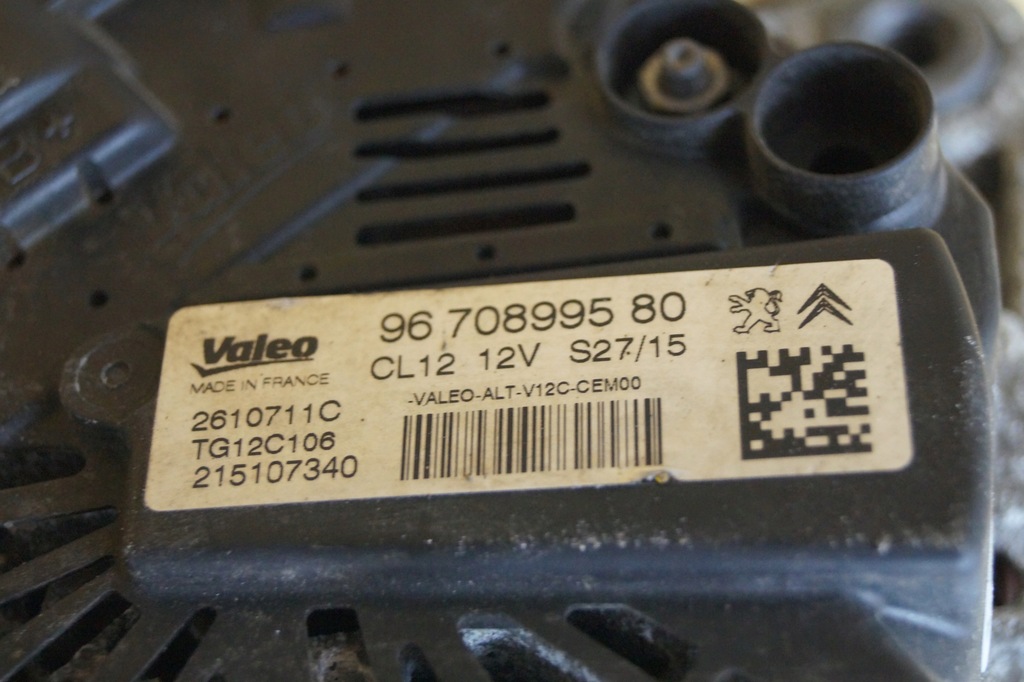 Valeo
MADE IN FRANCE
2610711C
TG12C106
215107340
96 708995 80
CL12 12V S27/15
-VALEO-ALT-V12C-CEM00